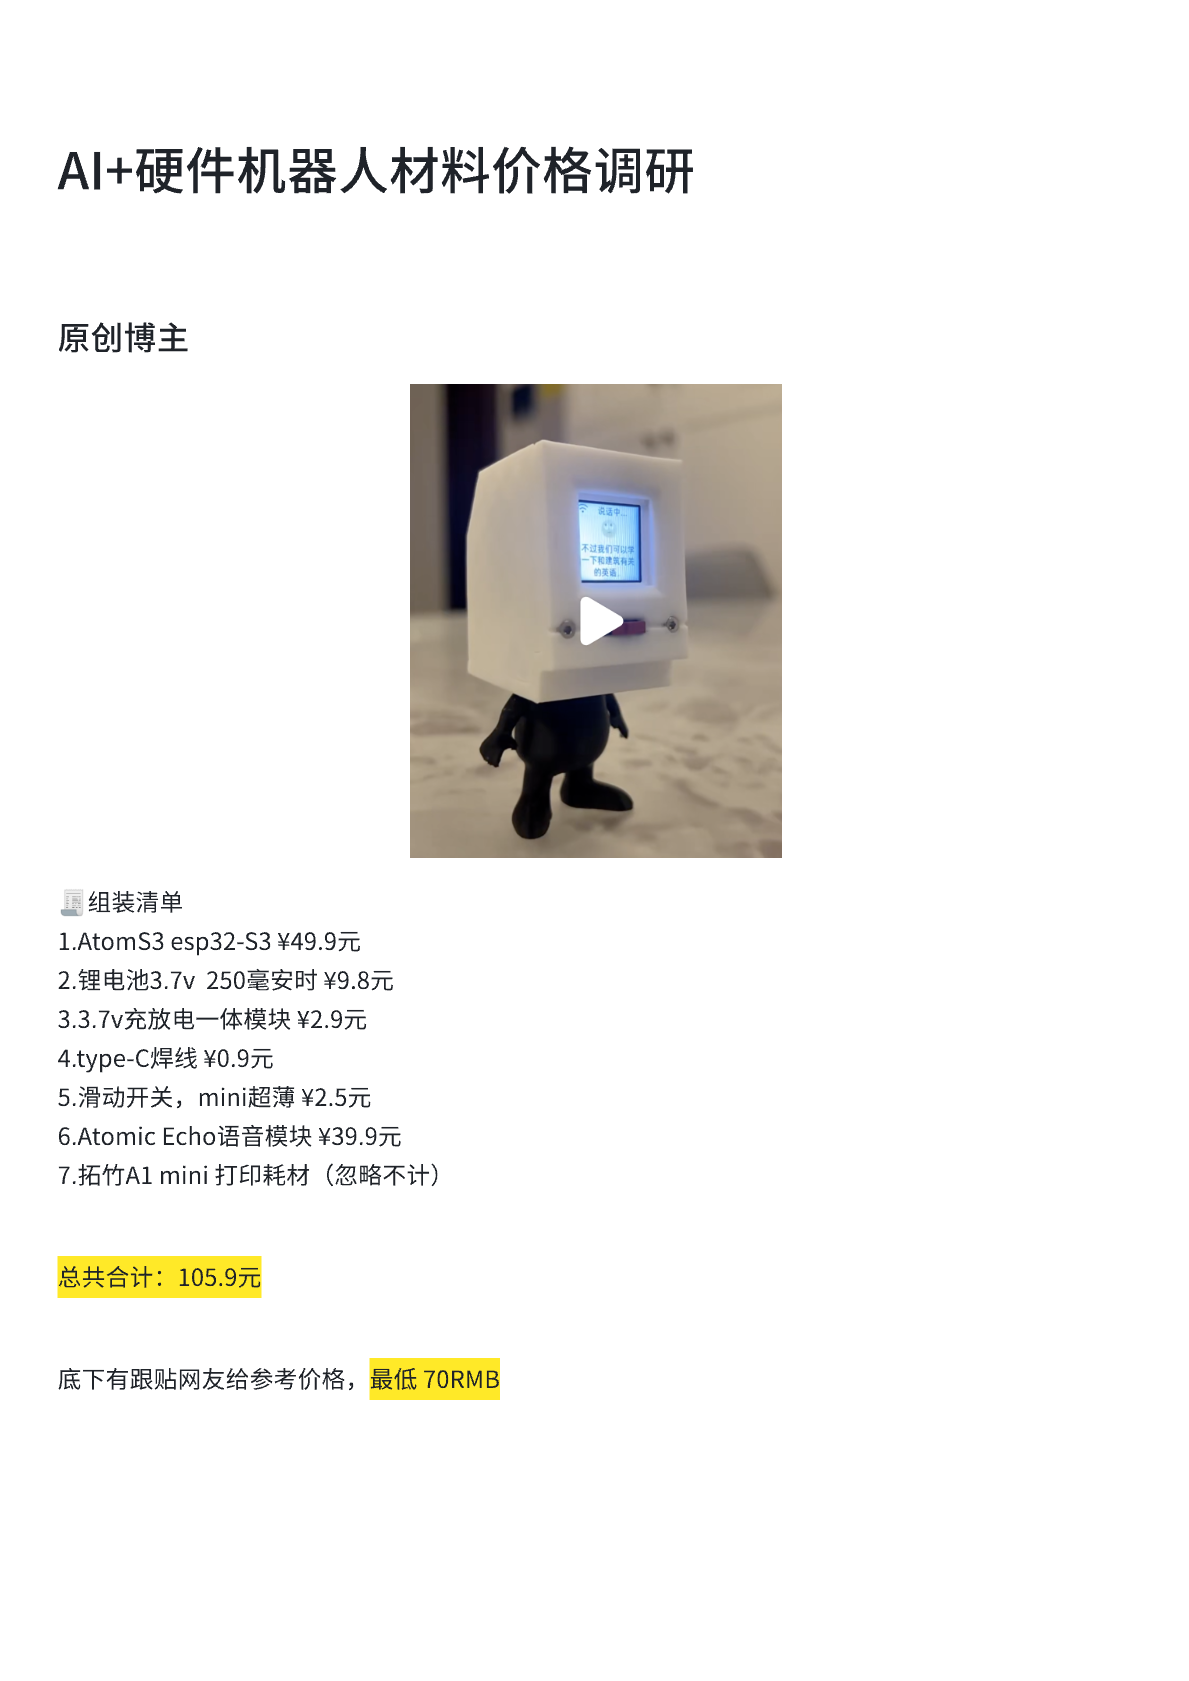 AI+硬件机器人材料价格调研
原创博主
说话中...
不过我们可以学
一下和建筑有关
的英语.
组装清单
1.AtomS3 esp32-S3 ¥49.9元
2.锂电池3.7v  250毫安时 ¥9.8元
3.3.7v充放电一体模块 ¥2.9元
4.type-C焊线 ¥0.9元
5.滑动开关，mini超薄 ¥2.5元
6.Atomic Echo语音模块 ¥39.9元
7.拓竹A1 mini 打印耗材（忽略不计）
总共合计：105.9元
底下有跟贴网友给参考价格，最低 70RMB